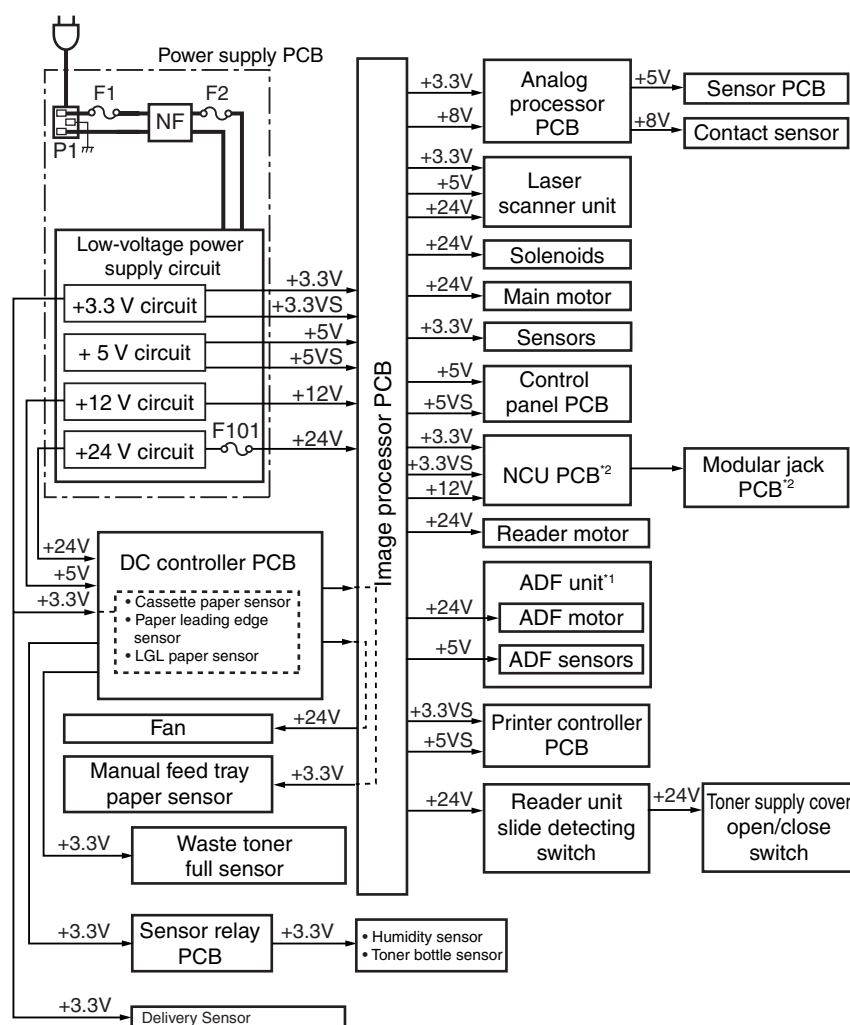 Power supply PCB
F1
F2
NF
P1
Low-voltage power
supply circuit
+3.3 V circuit
+ 5 V circuit
+12 V circuit
+24 V circuit
F101
+3.3V
+3.3VS
+5V
+5VS
+12V
+24V
Image processor PCB
+24V
+5V
+3.3V
DC controller PCB
• Cassette paper sensor
• Paper leading edge
sensor
• LGL paper sensor
Fan
+24V
Manual feed tray
paper sensor
+3.3V
+3.3V
Waste toner
full sensor
+3.3V
Sensor relay
PCB
+3.3V
• Humidity sensor
• Toner bottle sensor
+3.3V
Delivery Sensor
+3.3V
+8V
Analog
processor
PCB
+5V
Sensor PCB
+8V
Contact sensor
+3.3V
+5V
+24V
Laser
scanner unit
+24V
Solenoids
+24V
Main motor
+3.3V
Sensors
+5V
+5VS
Control
panel PCB
+3.3V
+3.3VS
+12V
NCU PCB*2
Modular jack
PCB*2
+24V
Reader motor
ADF unit*1
+24V
ADF motor
+5V
ADF sensors
+3.3VS
+5VS
Printer controller
PCB
+24V
Reader unit
slide detecting
switch
+24V
Toner supply cover
open/close
switch